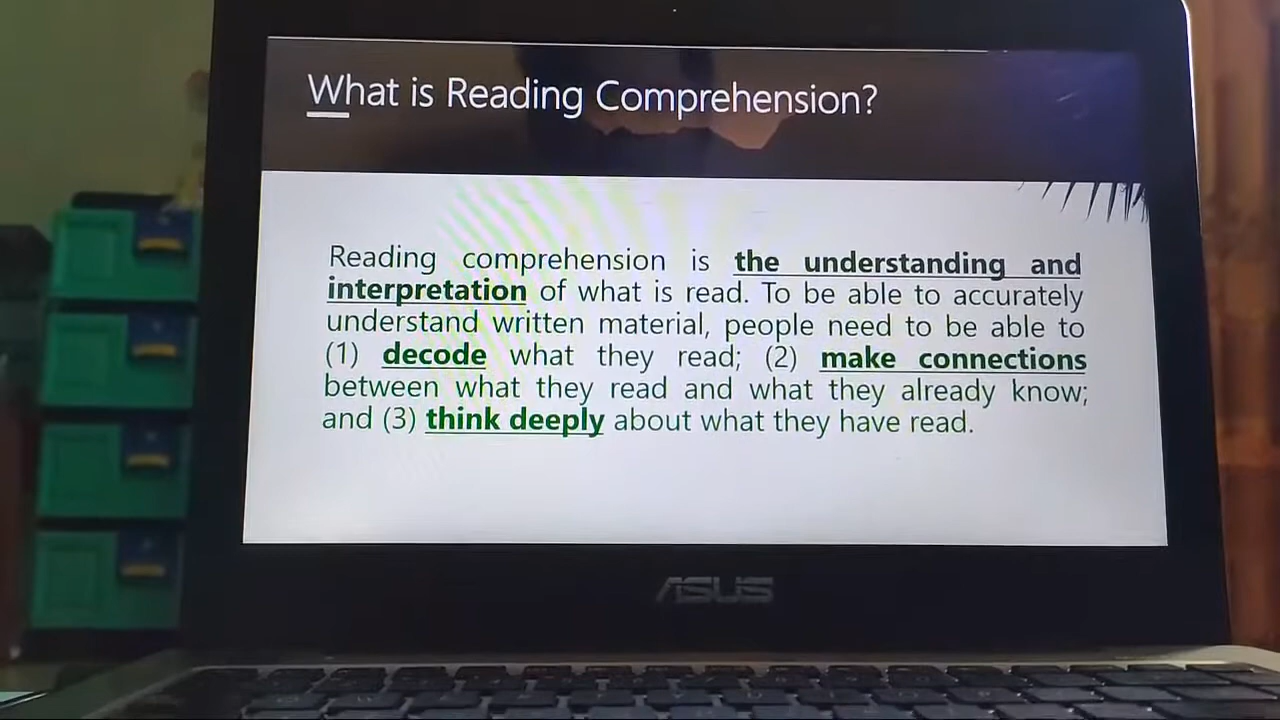 What is Reading Comprehension?
Reading comprehension is the understanding and
interpretation of what is read. To be able to accurately
understand written material, people need to be able to
(1) decode what they read; (2) make connections
between what they read and what they already know;
and (3) think deeply about what they have read.
ASUS